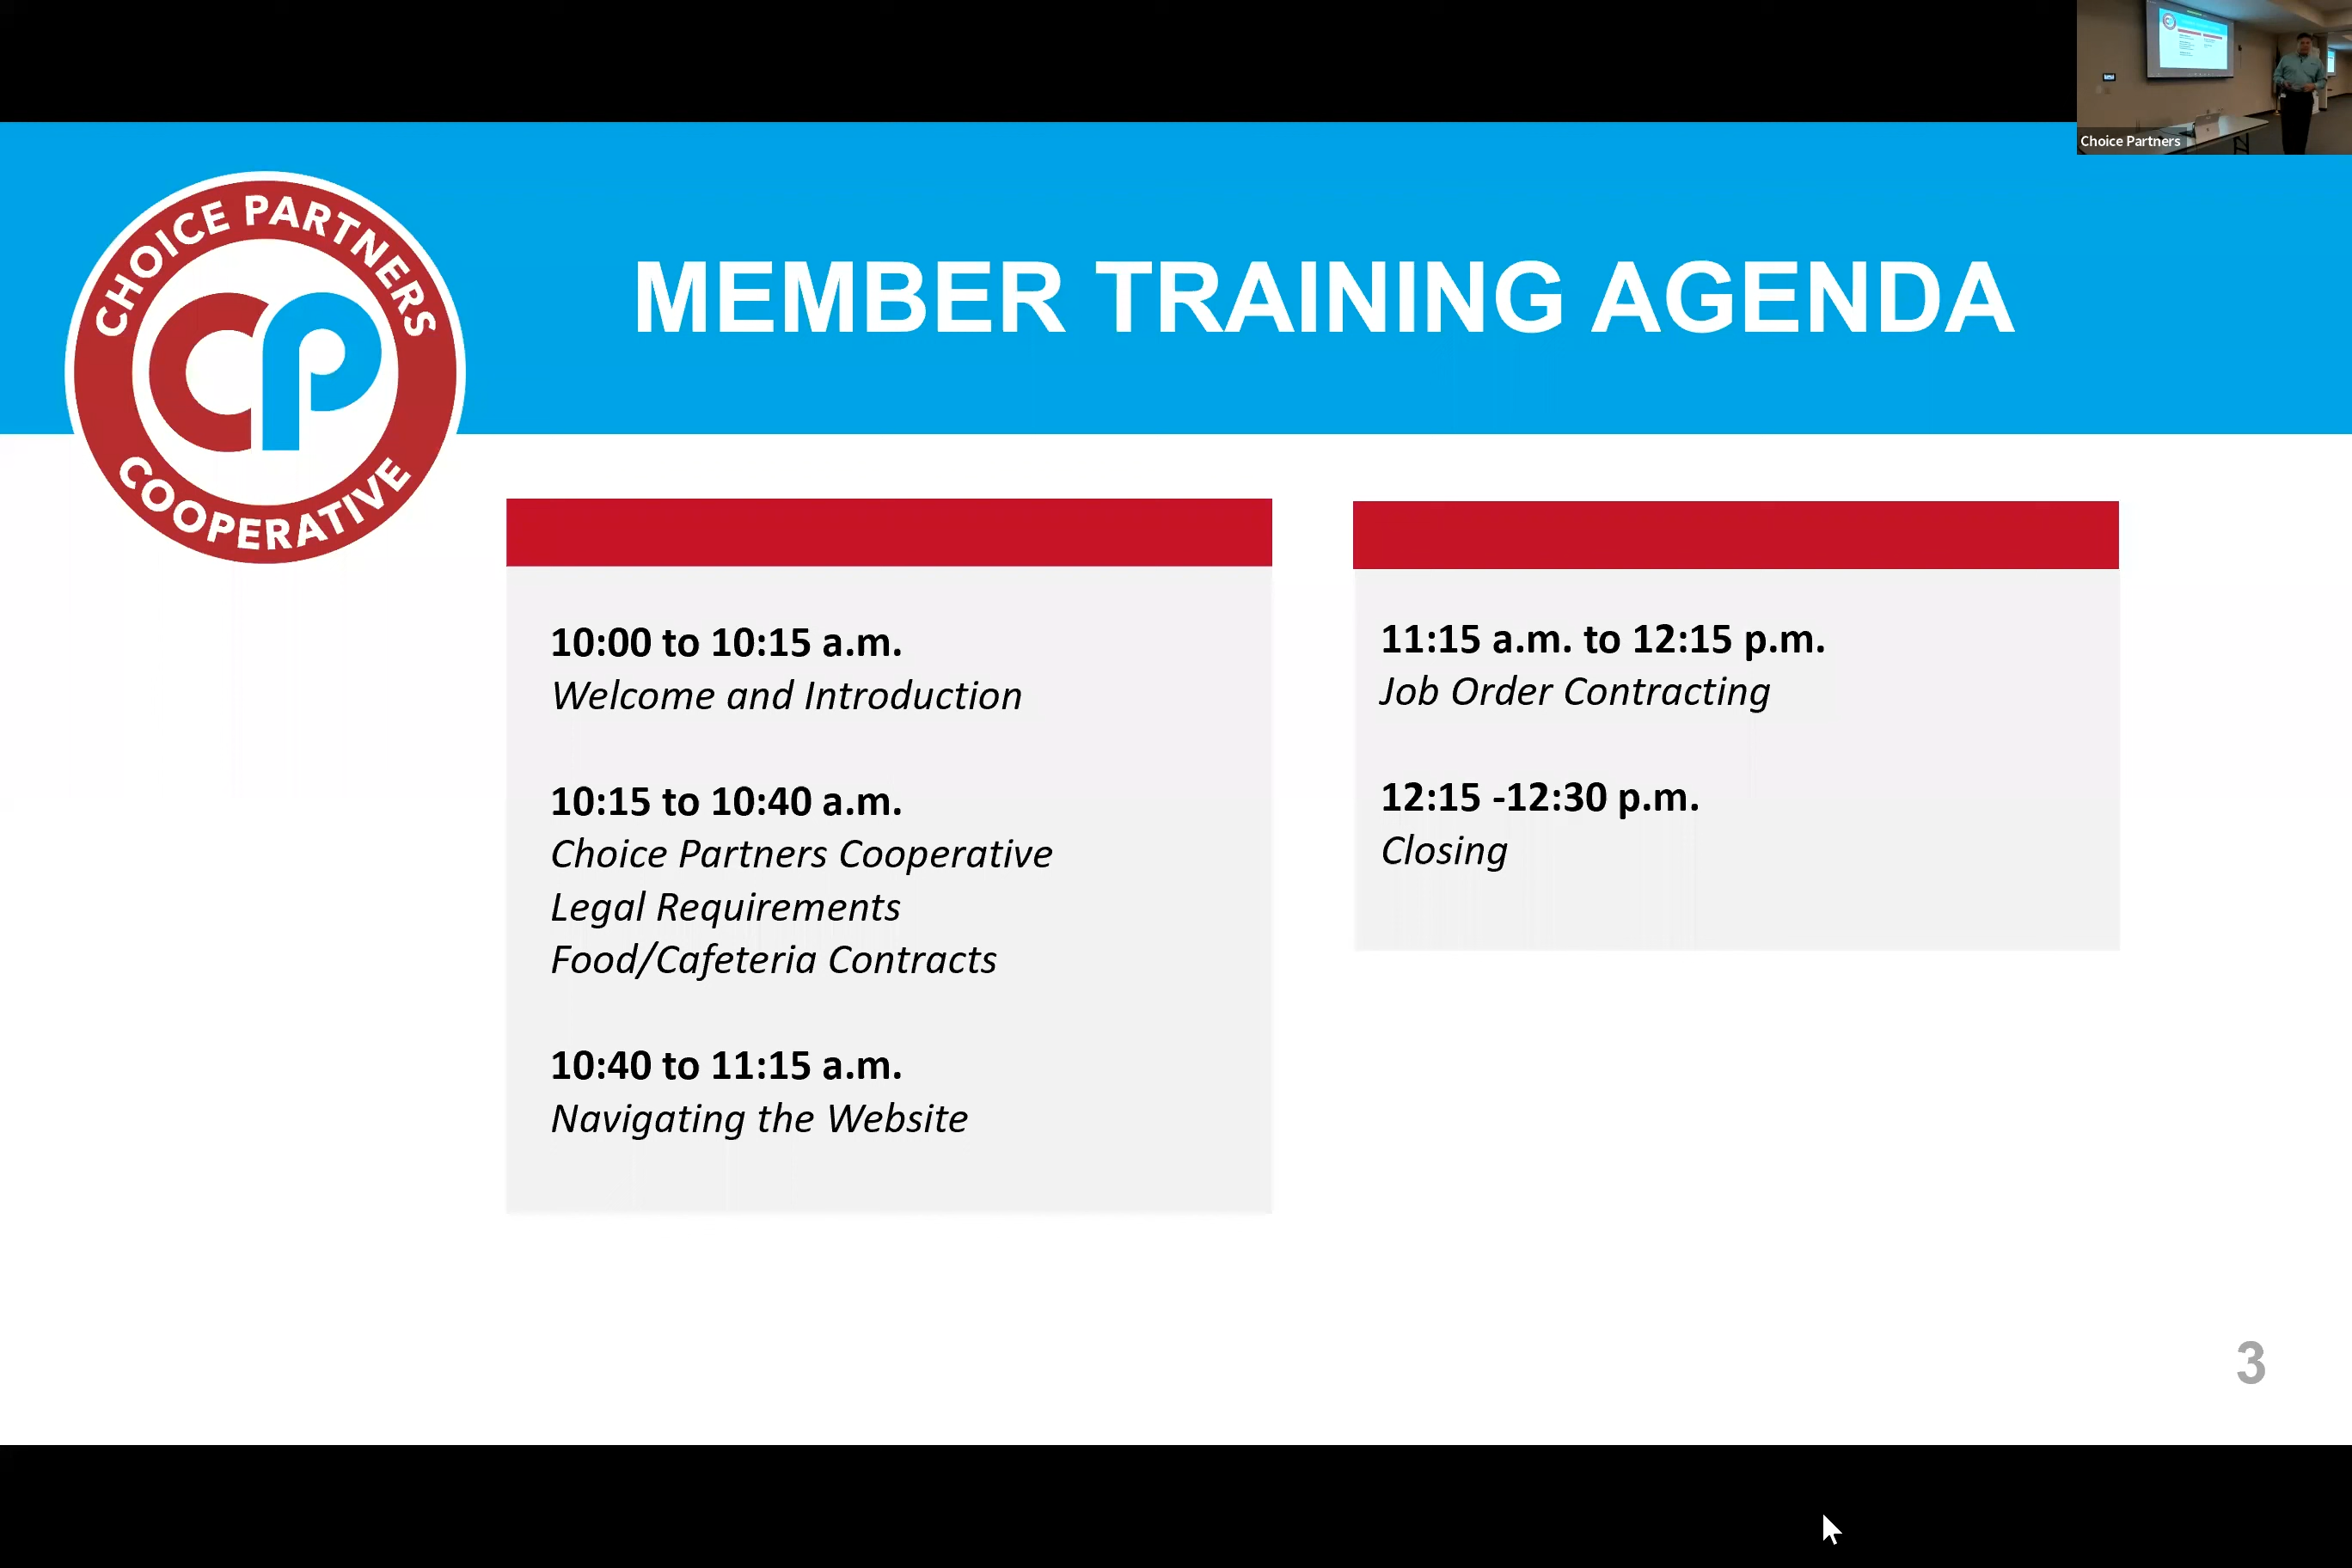 Choice Partners
CHOICE PARTNERS
CP
COOPERATIVE
MEMBER TRAINING AGENDA
10:00 to 10:15 a.m.
Welcome and Introduction
10:15 to 10:40 a.m.
Choice Partners Cooperative
Legal Requirements
Food/Cafeteria Contracts
10:40 to 11:15 a.m.
Navigating the Website
11:15 a.m. to 12:15 p.m.
Job Order Contracting
12:15 -12:30 p.m.
Closing
3